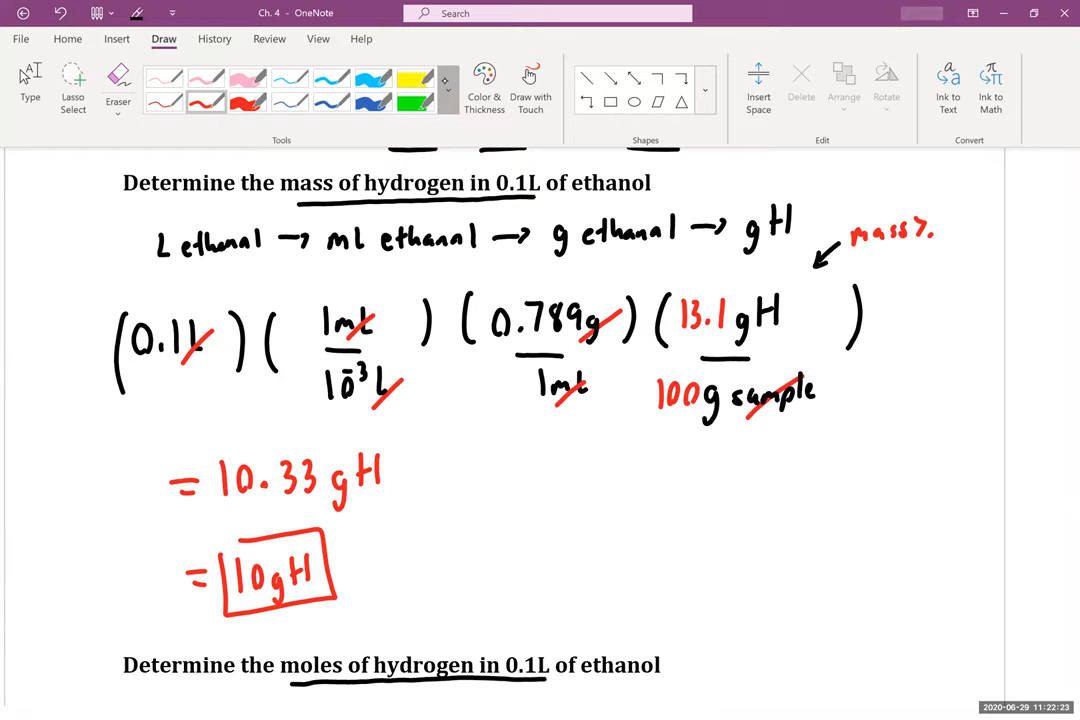 Ch. 4 - OneNote
Search
File Home Insert Draw History Review View Help
Type
Lasso Select
Eraser
Color & Thickness
Draw with Touch
Insert Space
Delete
Arrange
Rotate
Ink to Text
Ink to Math
Tools
Shapes
Edit
Convert
Determine the mass of hydrogen in 0.1L of ethanol
L ethanol → mL ethanol → g ethanol → gH
mass %
(0.1L) (1mL / 10⁻³ L) (0.789g / 1mL) (13.1gH / 100g sample)
= 10.33 gH
= 10gH
Determine the moles of hydrogen in 0.1L of ethanol
2020-06-29 11:22:23